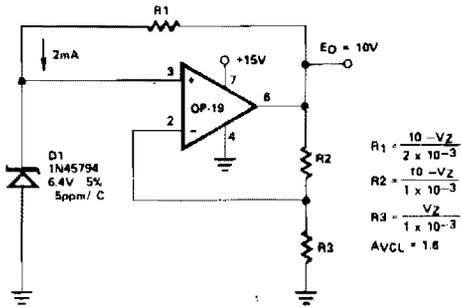 R1
2mA
+15V
E0 = 10V
3
+
7
OP-19
6
2
−
4
D1
1N45794
6.4V 5%
5ppm/ C
R2
R3
R1 = 10 − VZ / 2 × 10−3
R2 = 10 − VZ / 1 × 10−3
R3 = VZ / 1 × 10−3
AVCL = 1.6